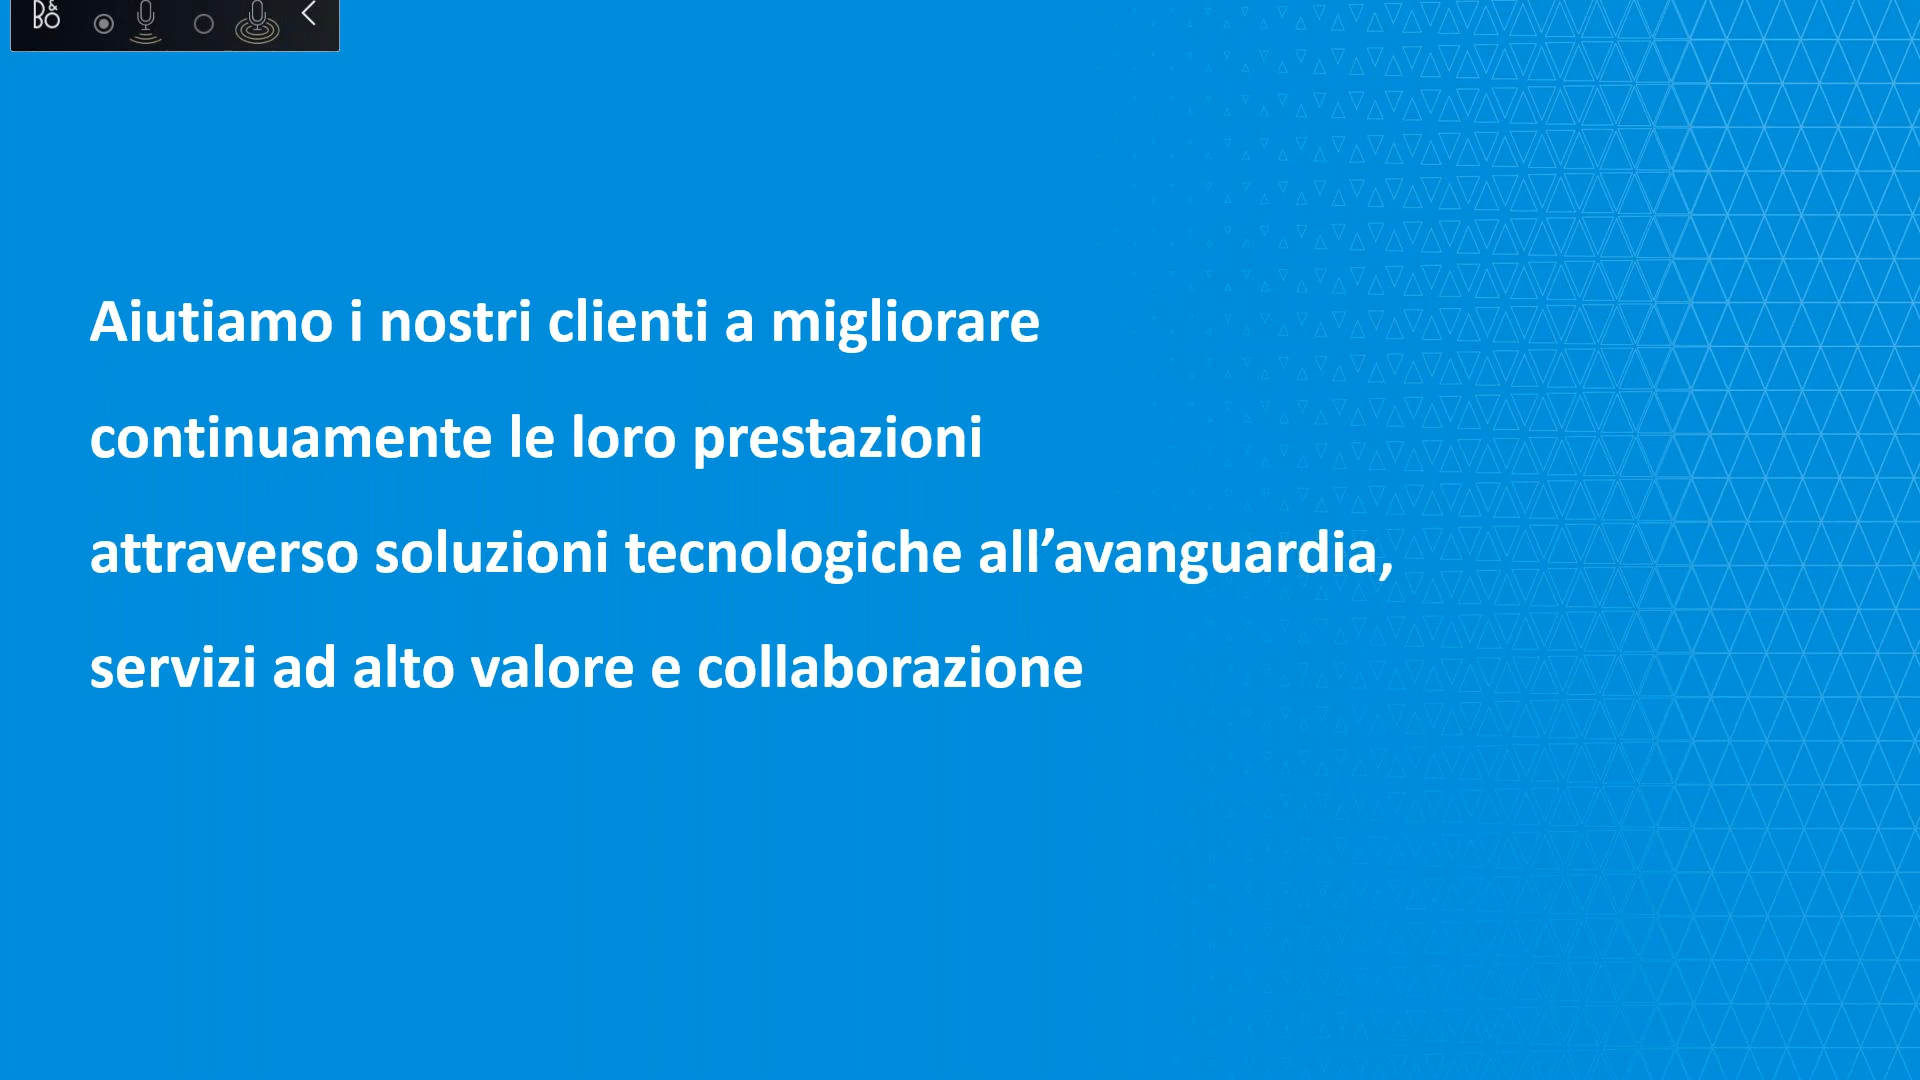 B&O
Aiutiamo i nostri clienti a migliorare
continuamente le loro prestazioni
attraverso soluzioni tecnologiche all’avanguardia,
servizi ad alto valore e collaborazione